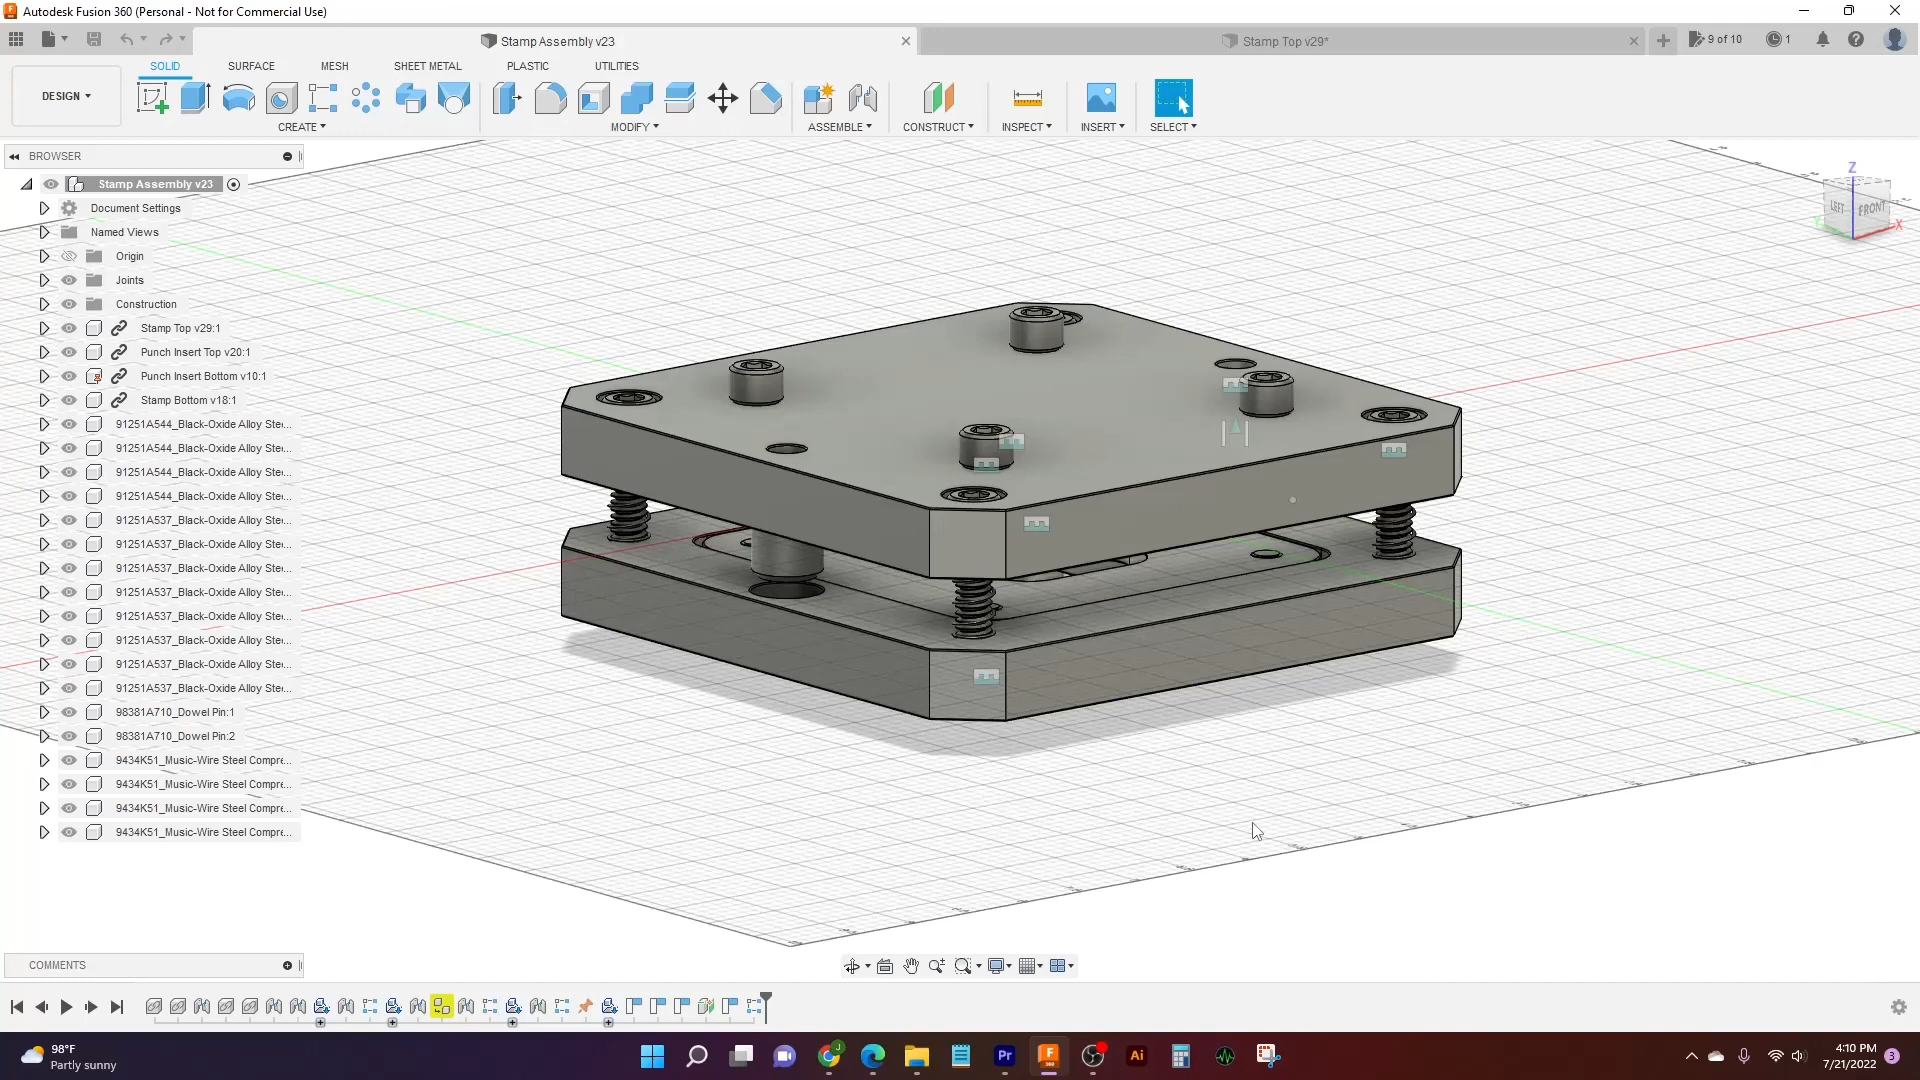 Autodesk Fusion 360 (Personal - Not for Commercial Use)
Stamp Assembly v23
Stamp Top v29*
9 of 10
1
DESIGN
SOLID
SURFACE
MESH
SHEET METAL
PLASTIC
UTILITIES
CREATE
MODIFY
ASSEMBLE
CONSTRUCT
INSPECT
INSERT
SELECT
BROWSER
Stamp Assembly v23
Document Settings
Named Views
Origin
Joints
Construction
Stamp Top v29:1
Punch Insert Top v20:1
Punch Insert Bottom v10:1
Stamp Bottom v18:1
91251A544_Black-Oxide Alloy Ste...
91251A544_Black-Oxide Alloy Ste...
91251A544_Black-Oxide Alloy Ste...
91251A544_Black-Oxide Alloy Ste...
91251A537_Black-Oxide Alloy Ste...
91251A537_Black-Oxide Alloy Ste...
91251A537_Black-Oxide Alloy Ste...
91251A537_Black-Oxide Alloy Ste...
91251A537_Black-Oxide Alloy Ste...
91251A537_Black-Oxide Alloy Ste...
91251A537_Black-Oxide Alloy Ste...
91251A537_Black-Oxide Alloy Ste...
98381A710_Dowel Pin:1
98381A710_Dowel Pin:2
9434K51_Music-Wire Steel Compre...
9434K51_Music-Wire Steel Compre...
9434K51_Music-Wire Steel Compre...
9434K51_Music-Wire Steel Compre...
Z
LEFT
FRONT
Y
X
COMMENTS
98°F
Partly sunny
J
Pr
F
360
Ai
4:10 PM
7/21/2022
3